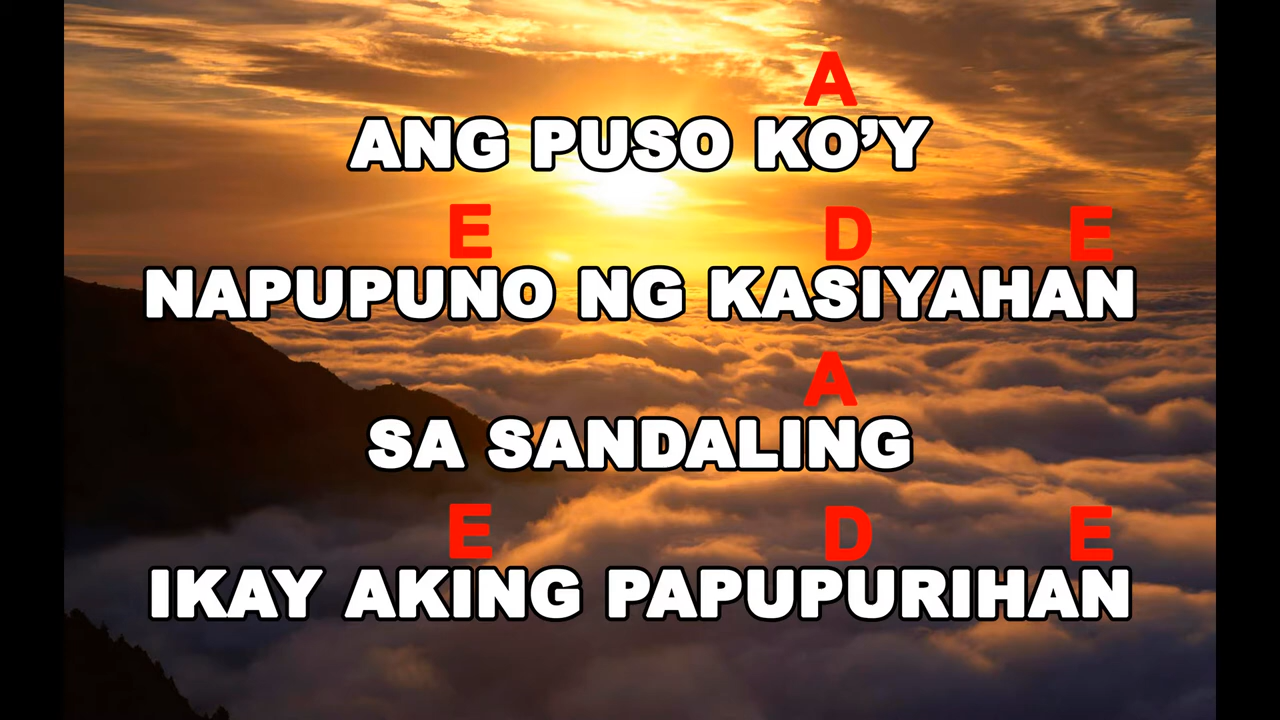 A
ANG PUSO KO’Y
E D E
NAPUPUNO NG KASIYAHAN
A
SA SANDALING
E D E
IKAY AKING PAPUPURIHAN